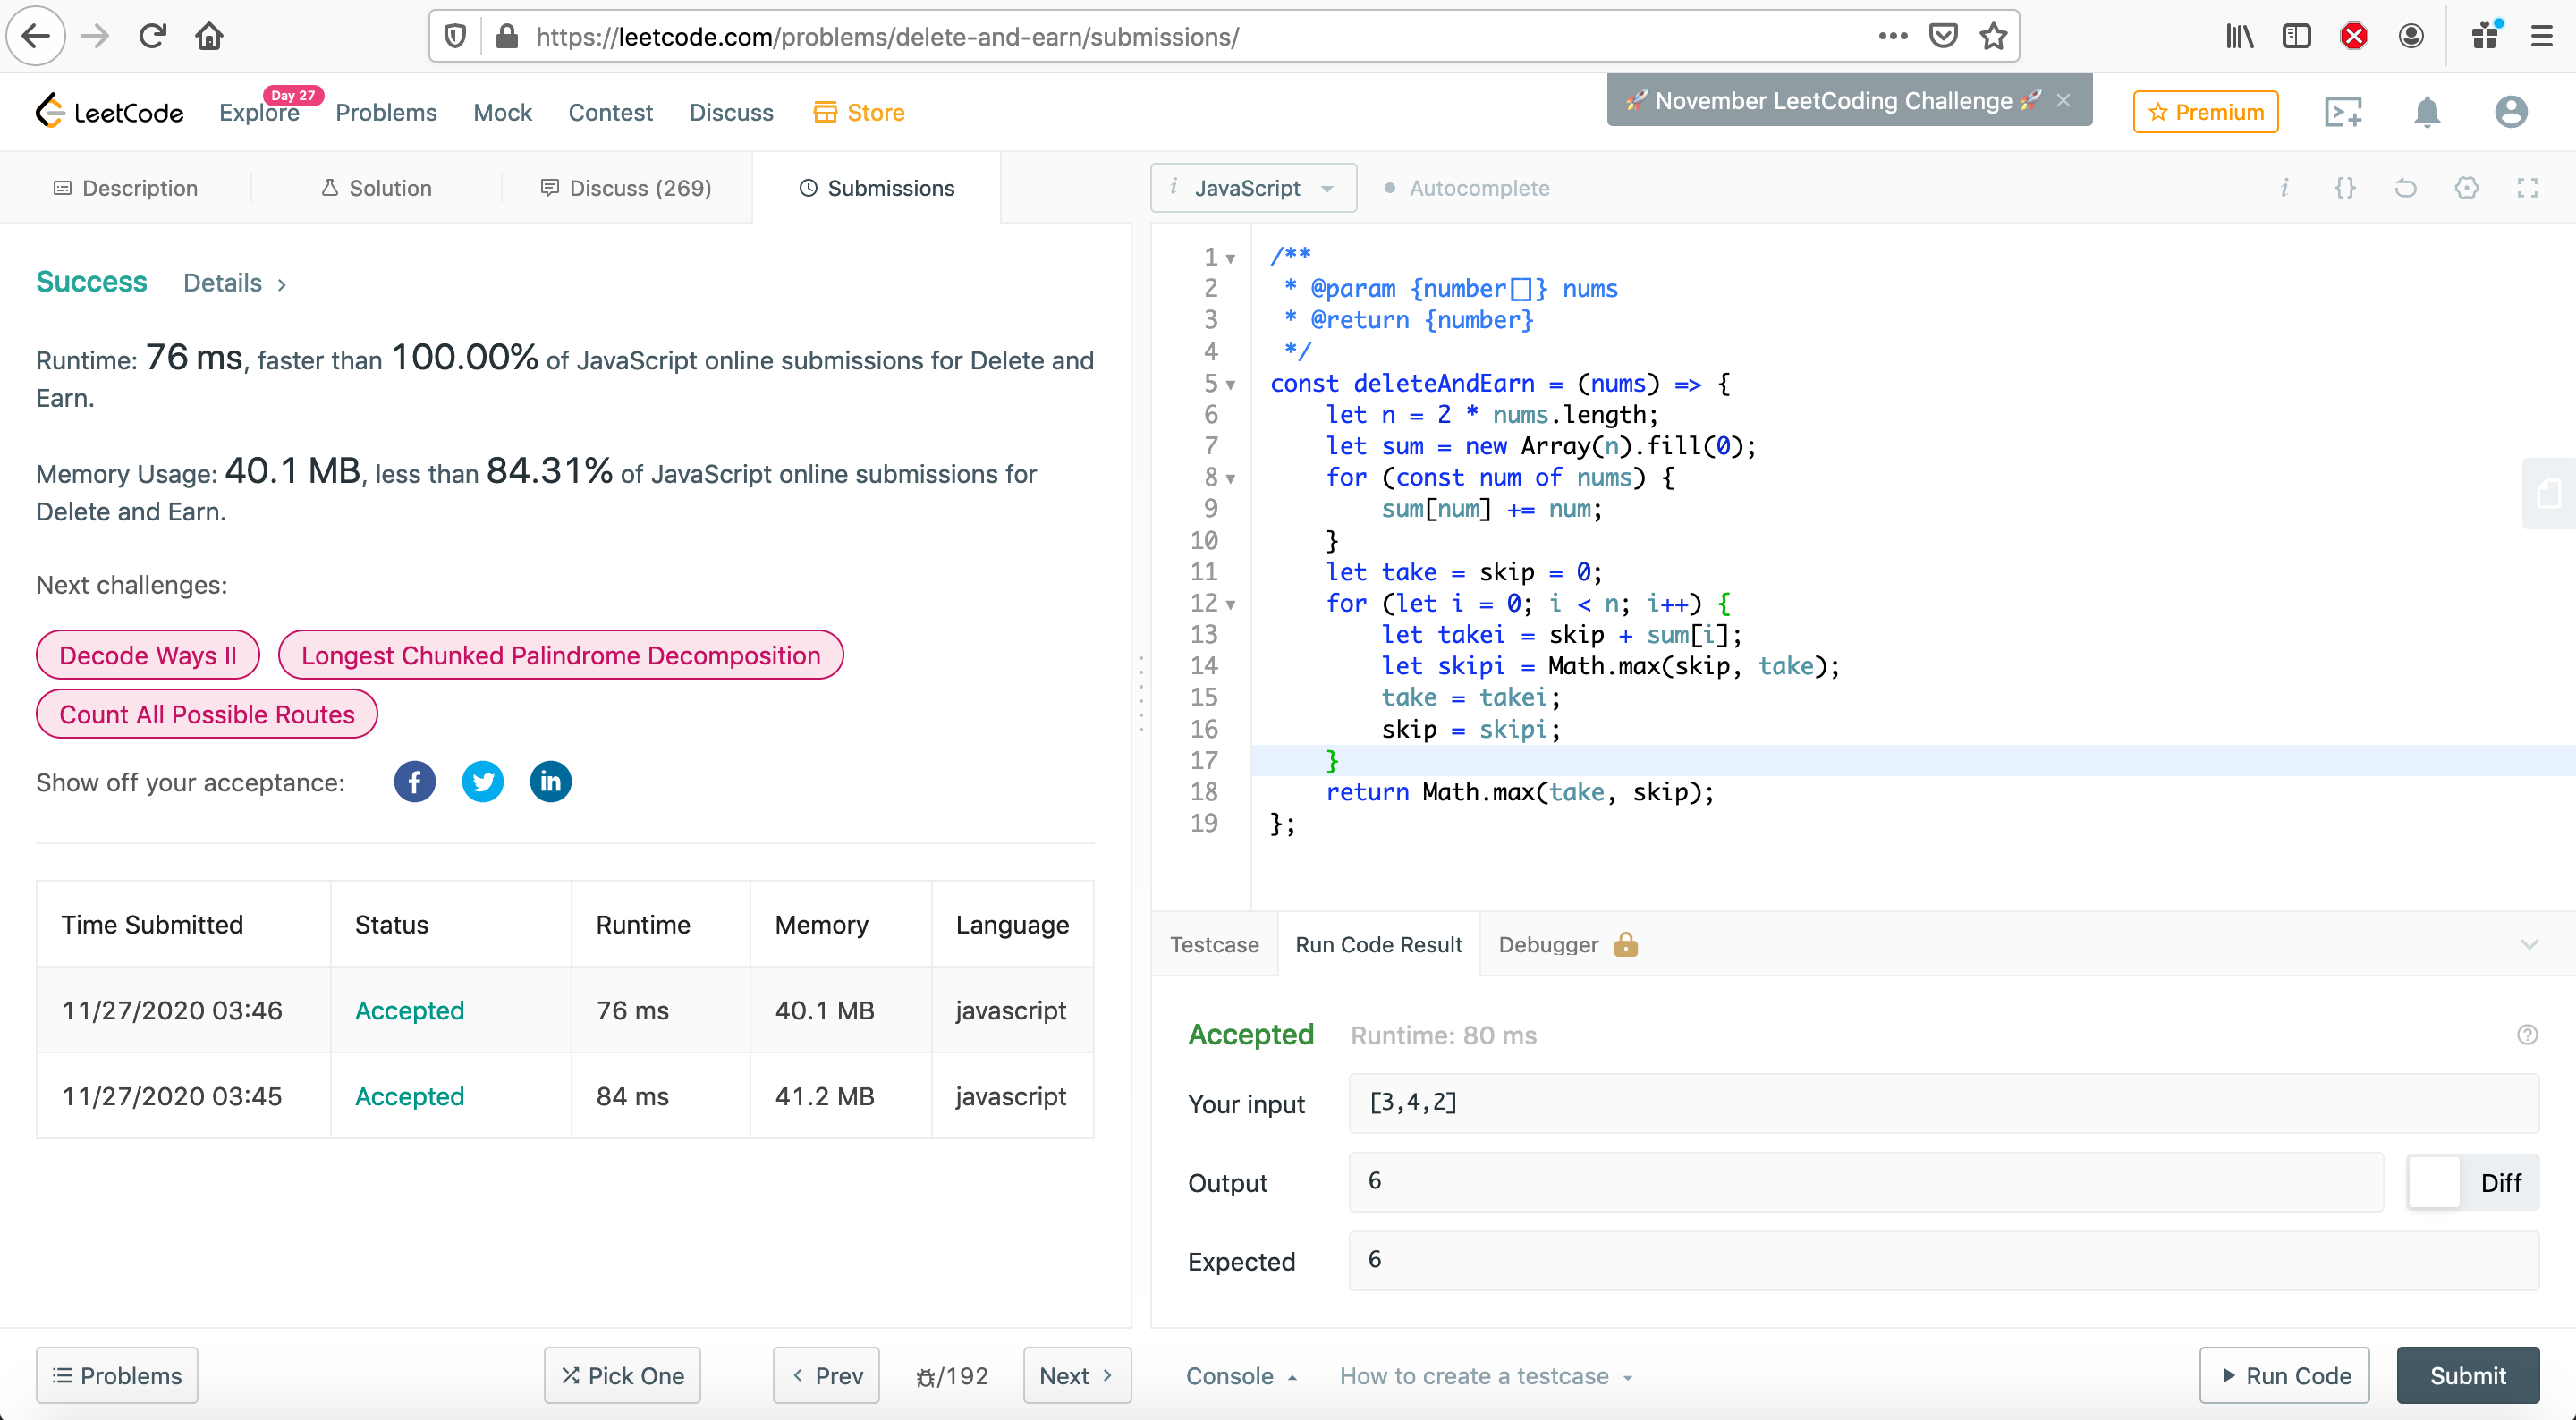 https://leetcode.com/problems/delete-and-earn/submissions/
LeetCode
Explore
Day 27
Problems
Mock
Contest
Discuss
Store
🚀 November LeetCoding Challenge 🚀 ×
Premium
Description
Solution
Discuss (269)
Submissions
i JavaScript
Autocomplete
i {}
Success
Details >
Runtime: 76 ms, faster than 100.00% of JavaScript online submissions for Delete and
Earn.
Memory Usage: 40.1 MB, less than 84.31% of JavaScript online submissions for
Delete and Earn.
Next challenges:
Decode Ways II
Longest Chunked Palindrome Decomposition
Count All Possible Routes
Show off your acceptance:
Time Submitted Status Runtime Memory Language
11/27/2020 03:46 Accepted 76 ms 40.1 MB javascript
11/27/2020 03:45 Accepted 84 ms 41.2 MB javascript
1 /**
2  * @param {number[]} nums
3  * @return {number}
4  */
5 const deleteAndEarn = (nums) => {
6     let n = 2 * nums.length;
7     let sum = new Array(n).fill(0);
8     for (const num of nums) {
9         sum[num] += num;
10     }
11     let take = skip = 0;
12     for (let i = 0; i < n; i++) {
13         let takei = skip + sum[i];
14         let skipi = Math.max(skip, take);
15         take = takei;
16         skip = skipi;
17     }
18     return Math.max(take, skip);
19 };
Testcase
Run Code Result
Debugger
Accepted
Runtime: 80 ms
Your input
[3,4,2]
Output
6
Diff
Expected
6
Problems
Pick One
< Prev
/192
Next >
Console
How to create a testcase
Run Code
Submit